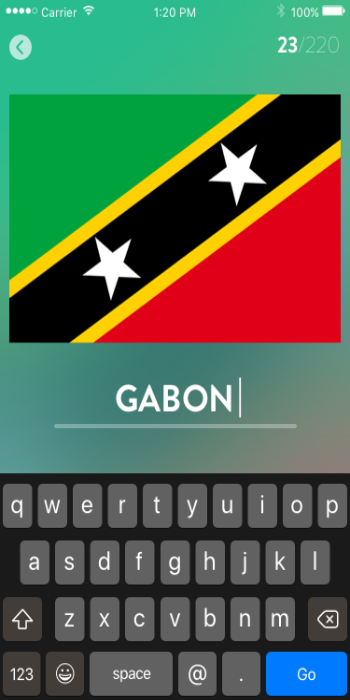 Carrier 1:20 PM 100%
23/220
GABON
q w e r t y u i o p
a s d f g h j k l
z x c v b n m
123 space @ . Go